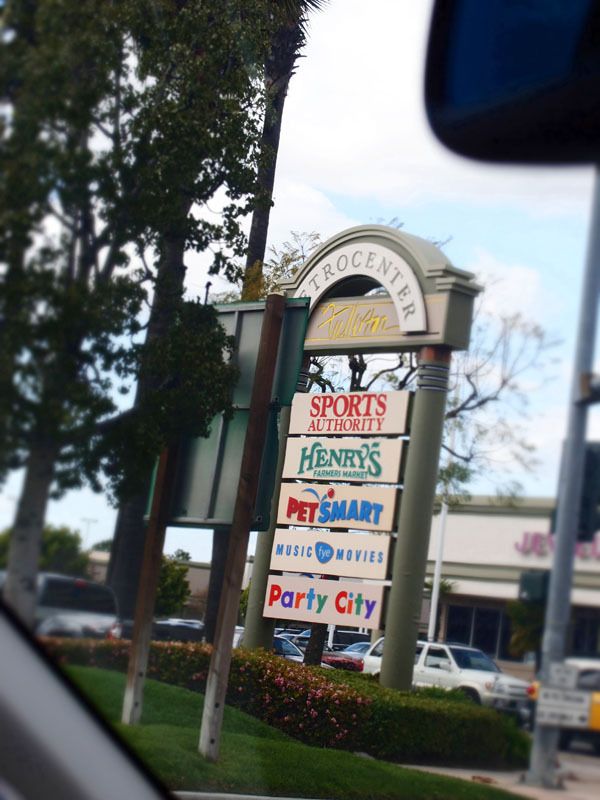 TROCENTER
Fullerton
SPORTS
AUTHORITY
HENRY'S
FARMERS MARKET
PETSMART
MUSIC fye MOVIES
Party City